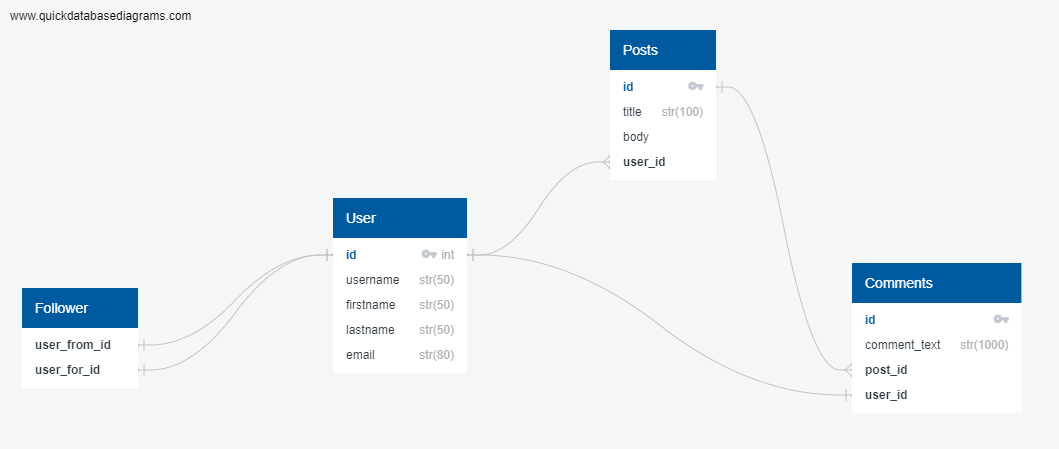 www.quickdatabasediagrams.com
Posts
id
title str(100)
body
user_id
User
id int
username str(50)
firstname str(50)
lastname str(50)
email str(80)
Follower
user_from_id
user_for_id
Comments
id
comment_text str(1000)
post_id
user_id